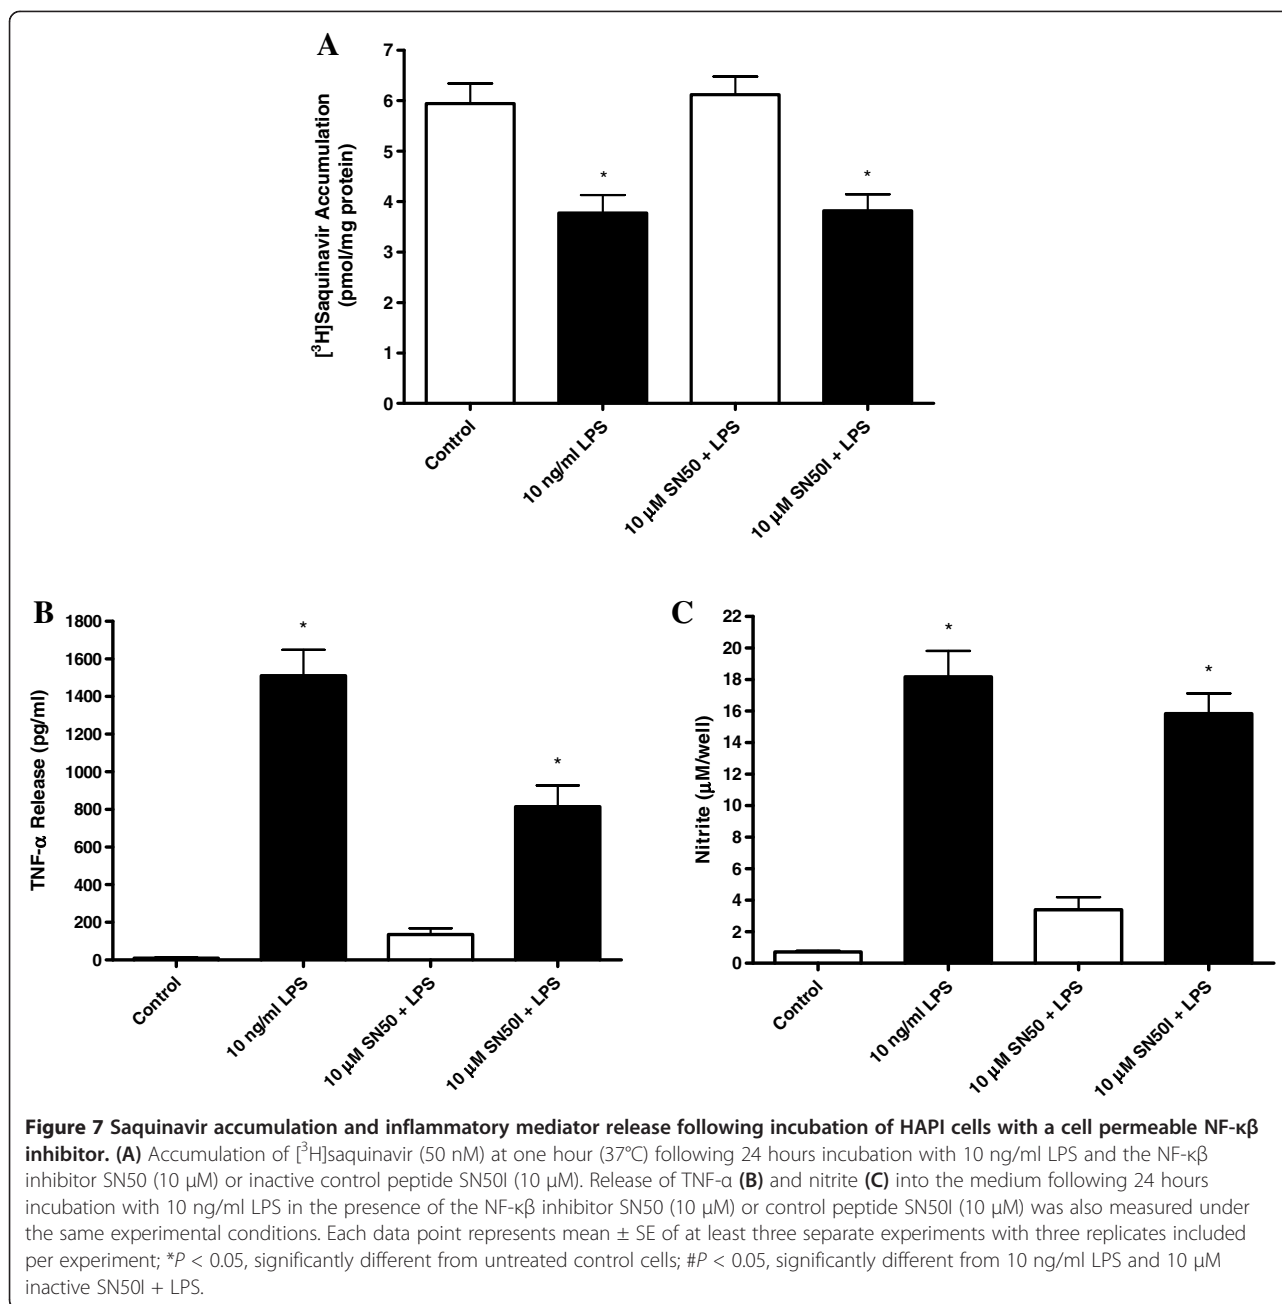 A
7
6
5
4
3
2
1
0
[³H]Saquinavir Accumulation
(pmol/mg protein)
*
*
Control
10 ng/ml LPS
10 µM SN50 + LPS
10 µM SN50I + LPS
B
1800
1600
1400
1200
1000
800
600
400
200
0
TNF-α Release (pg/ml)
*
*
Control
10 ng/ml LPS
10 µM SN50 + LPS
10 µM SN50I + LPS
C
22
20
18
16
14
12
10
8
6
4
2
0
Nitrite (µM/well)
*
*
Control
10 ng/ml LPS
10 µM SN50 + LPS
10 µM SN50I + LPS
Figure 7 Saquinavir accumulation and inflammatory mediator release following incubation of HAPI cells with a cell permeable NF-κβ
inhibitor. (A) Accumulation of [³H]saquinavir (50 nM) at one hour (37°C) following 24 hours incubation with 10 ng/ml LPS and the NF-κβ
inhibitor SN50 (10 µM) or inactive control peptide SN50I (10 µM). Release of TNF-α (B) and nitrite (C) into the medium following 24 hours
incubation with 10 ng/ml LPS in the presence of the NF-κβ inhibitor SN50 (10 µM) or control peptide SN50I (10 µM) was also measured under
the same experimental conditions. Each data point represents mean ± SE of at least three separate experiments with three replicates included
per experiment; *P < 0.05, significantly different from untreated control cells; #P < 0.05, significantly different from 10 ng/ml LPS and 10 µM
inactive SN50I + LPS.